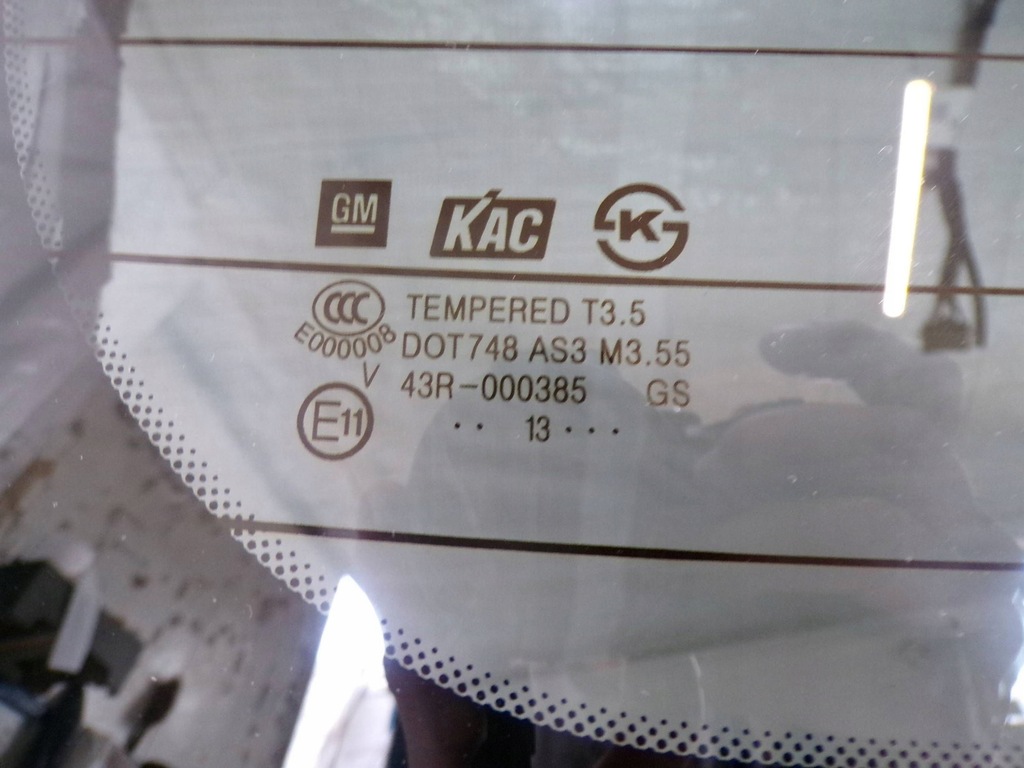 GM KAC K
CCC TEMPERED T3.5
E000008 DOT748 AS3 M3.55
V 43R-000385 GS
E11 .. 13 ...